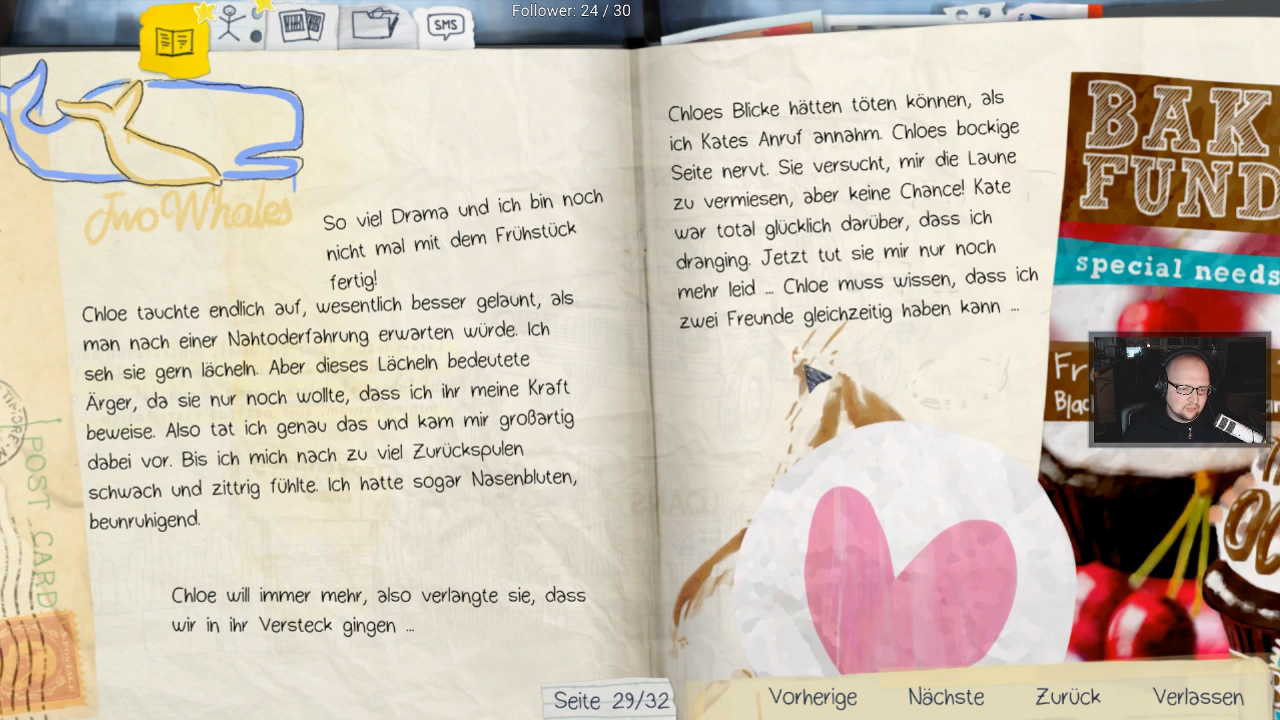 Follower: 24 / 30
SMS
Two Whales
So viel Drama und ich bin noch
nicht mal mit dem Frühstück
fertig!
Chloe tauchte endlich auf, wesentlich besser gelaunt, als
man nach einer Nahtoderfahrung erwarten würde. Ich
seh sie gern lächeln. Aber dieses Lächeln bedeutete
Ärger, da sie nur noch wollte, dass ich ihr meine Kraft
beweise. Also tat ich genau das und kam mir großartig
dabei vor. Bis ich mich nach zu viel Zurückspulen
schwach und zittrig fühlte. Ich hatte sogar Nasenbluten,
beunruhigend.
Chloe will immer mehr, also verlangte sie, dass
wir in ihr Versteck gingen ...
POST CARD
Chloes Blicke hätten töten können, als
ich Kates Anruf annahm. Chloes bockige
Seite nervt. Sie versucht, mir die Laune
zu vermiesen, aber keine Chance! Kate
war total glücklich darüber, dass ich
dranging. Jetzt tut sie mir nur noch
mehr leid ... Chloe muss wissen, dass ich
zwei Freunde gleichzeitig haben kann ...
BAK
FUND
special needs
Seite 29/32
Vorherige
Nächste
Zurück
Verlassen